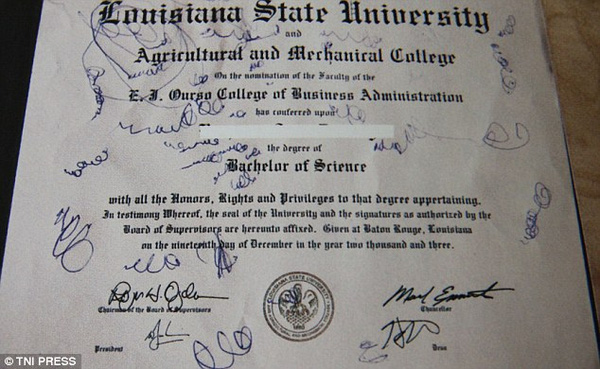 Louisiana State University
and
Agricultural and Mechanical College
On the nomination of the Faculty of the
E. J. Ourso College of Business Administration
has conferred upon
the degree of
Bachelor of Science
with all the Honors, Rights and Privileges to that degree appertaining.
In testimony Whereof, the seal of the University and the signatures as authorized by the
Board of Supervisors are hereunto affixed. Given at Baton Rouge, Louisiana
on the nineteenth day of December in the year two thousand and three.
Chairman of the Board of Supervisors
Chancellor
President
Dean
© TNI PRESS